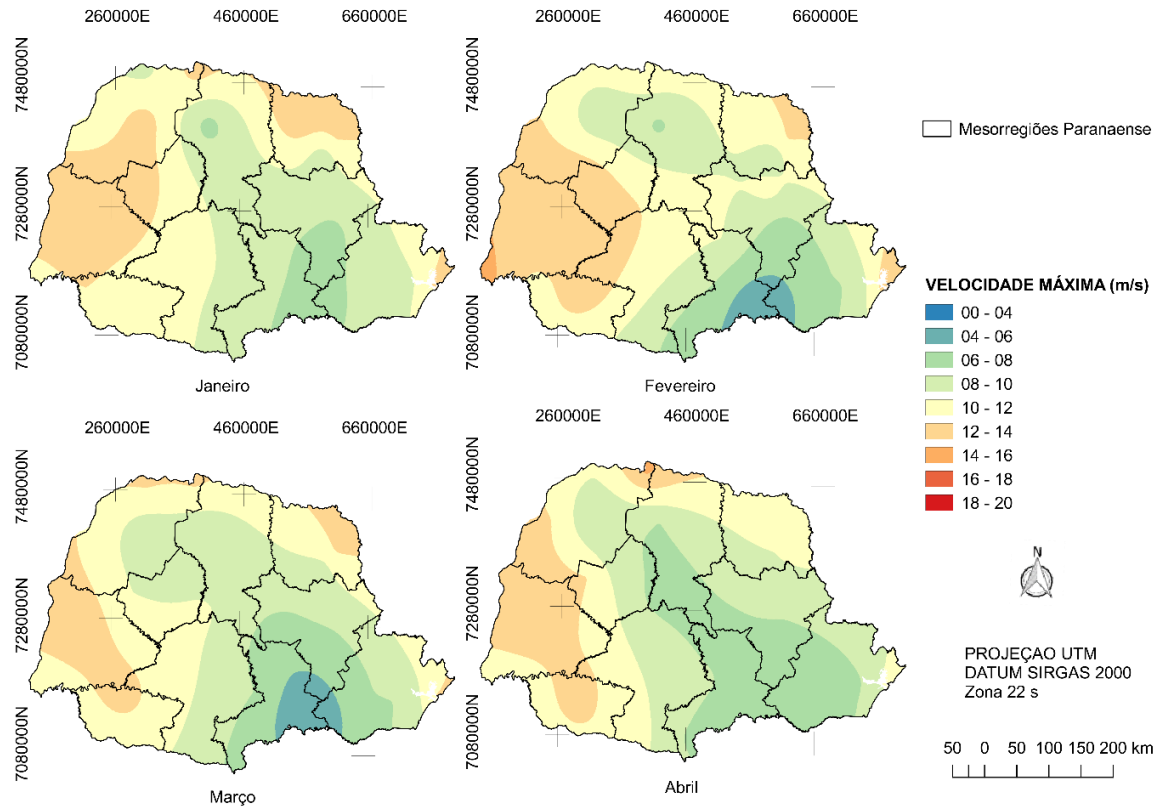 260000E 460000E 660000E
260000E 460000E 660000E
7480000N
7280000N
7080000N
7480000N
7280000N
7080000N
Janeiro
Fevereiro
Mesorregiões Paranaense
VELOCIDADE MÁXIMA (m/s)
00 - 04
04 - 06
06 - 08
08 - 10
10 - 12
12 - 14
14 - 16
16 - 18
18 - 20
260000E 460000E 660000E
260000E 460000E 660000E
7480000N
7280000N
7080000N
7480000N
7280000N
7080000N
Março
Abril
N
PROJEÇAO UTM
DATUM SIRGAS 2000
Zona 22 s
50 0 50 100 150 200 km